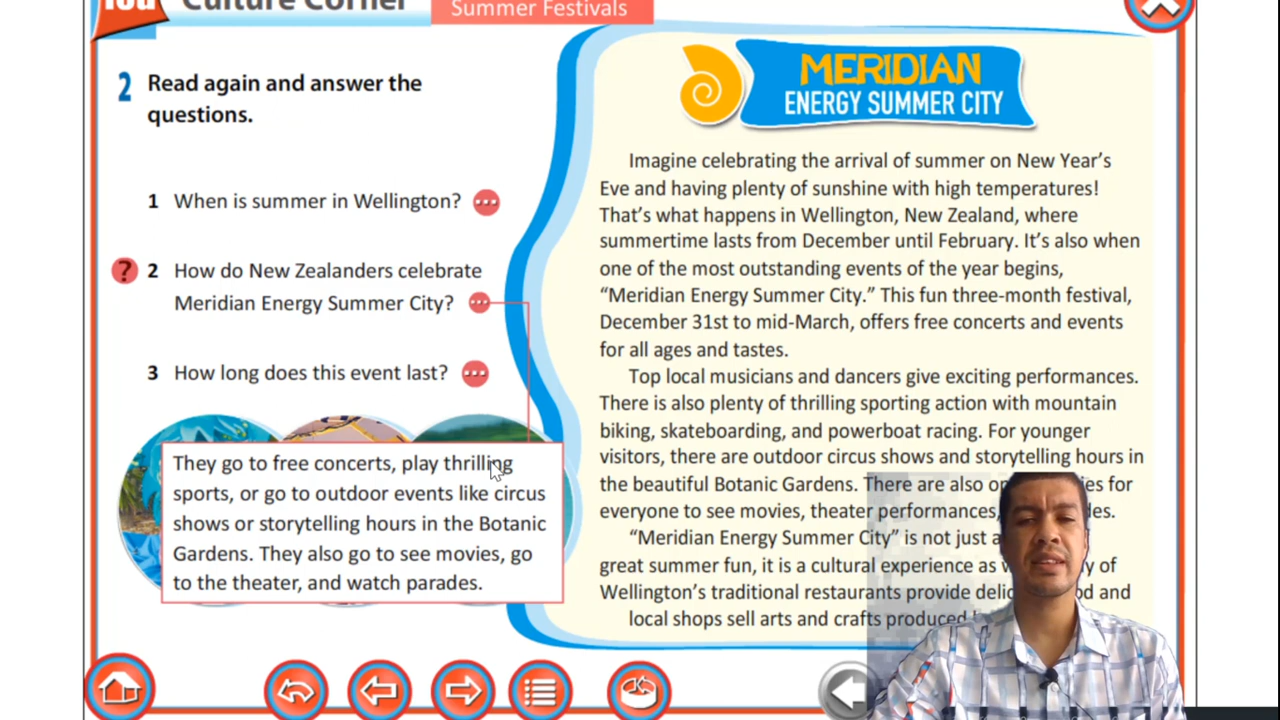 Culture Corner
Summer Festivals
2 Read again and answer the
questions.
1 When is summer in Wellington?
? 2 How do New Zealanders celebrate
Meridian Energy Summer City?
3 How long does this event last?
They go to free concerts, play thrilling
sports, or go to outdoor events like circus
shows or storytelling hours in the Botanic
Gardens. They also go to see movies, go
to the theater, and watch parades.
MERIDIAN
ENERGY SUMMER CITY
Imagine celebrating the arrival of summer on New Year's
Eve and having plenty of sunshine with high temperatures!
That's what happens in Wellington, New Zealand, where
summertime lasts from December until February. It's also when
one of the most outstanding events of the year begins,
“Meridian Energy Summer City.” This fun three-month festival,
December 31st to mid-March, offers free concerts and events
for all ages and tastes.
Top local musicians and dancers give exciting performances.
There is also plenty of thrilling sporting action with mountain
biking, skateboarding, and powerboat racing. For younger
visitors, there are outdoor circus shows and storytelling hours in
the beautiful Botanic Gardens. There are also for
everyone to see movies, theater performances,
“Meridian Energy Summer City” is not just
great summer fun, it is a cultural experience as of
Wellington's traditional restaurants provide and
local shops sell arts and crafts produced